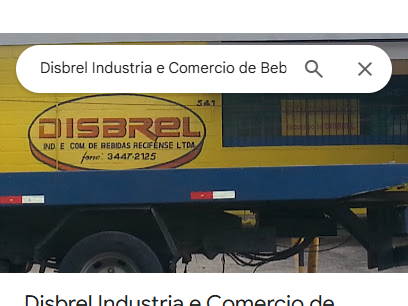 Disbrel Industria e Comercio de Beb
541
DISBREL
IND. E COM. DE BEBIDAS RECIFENSE LTDA
fone: 3447-2125
Disbrel Industria e Comercio de